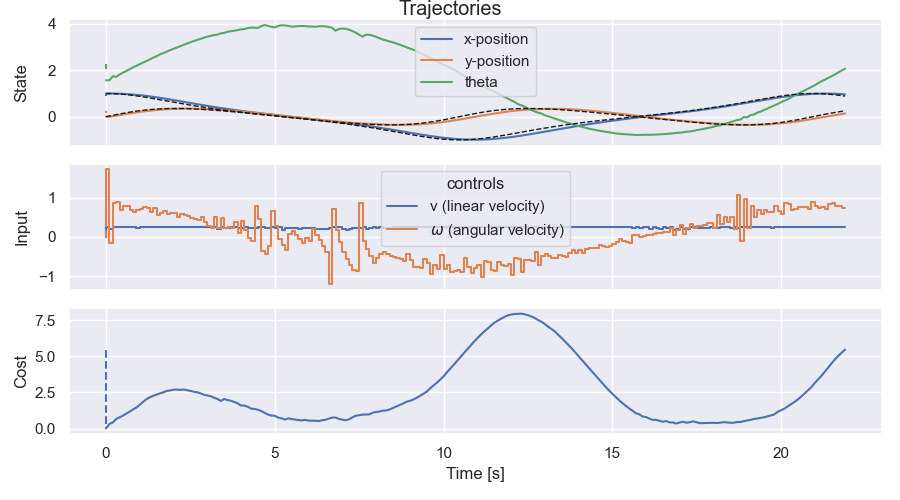 Trajectories
State
4
2
0
x-position
y-position
theta
Input
1
0
−1
controls
v (linear velocity)
ω (angular velocity)
Cost
7.5
5.0
2.5
0.0
0 5 10 15 20
Time [s]